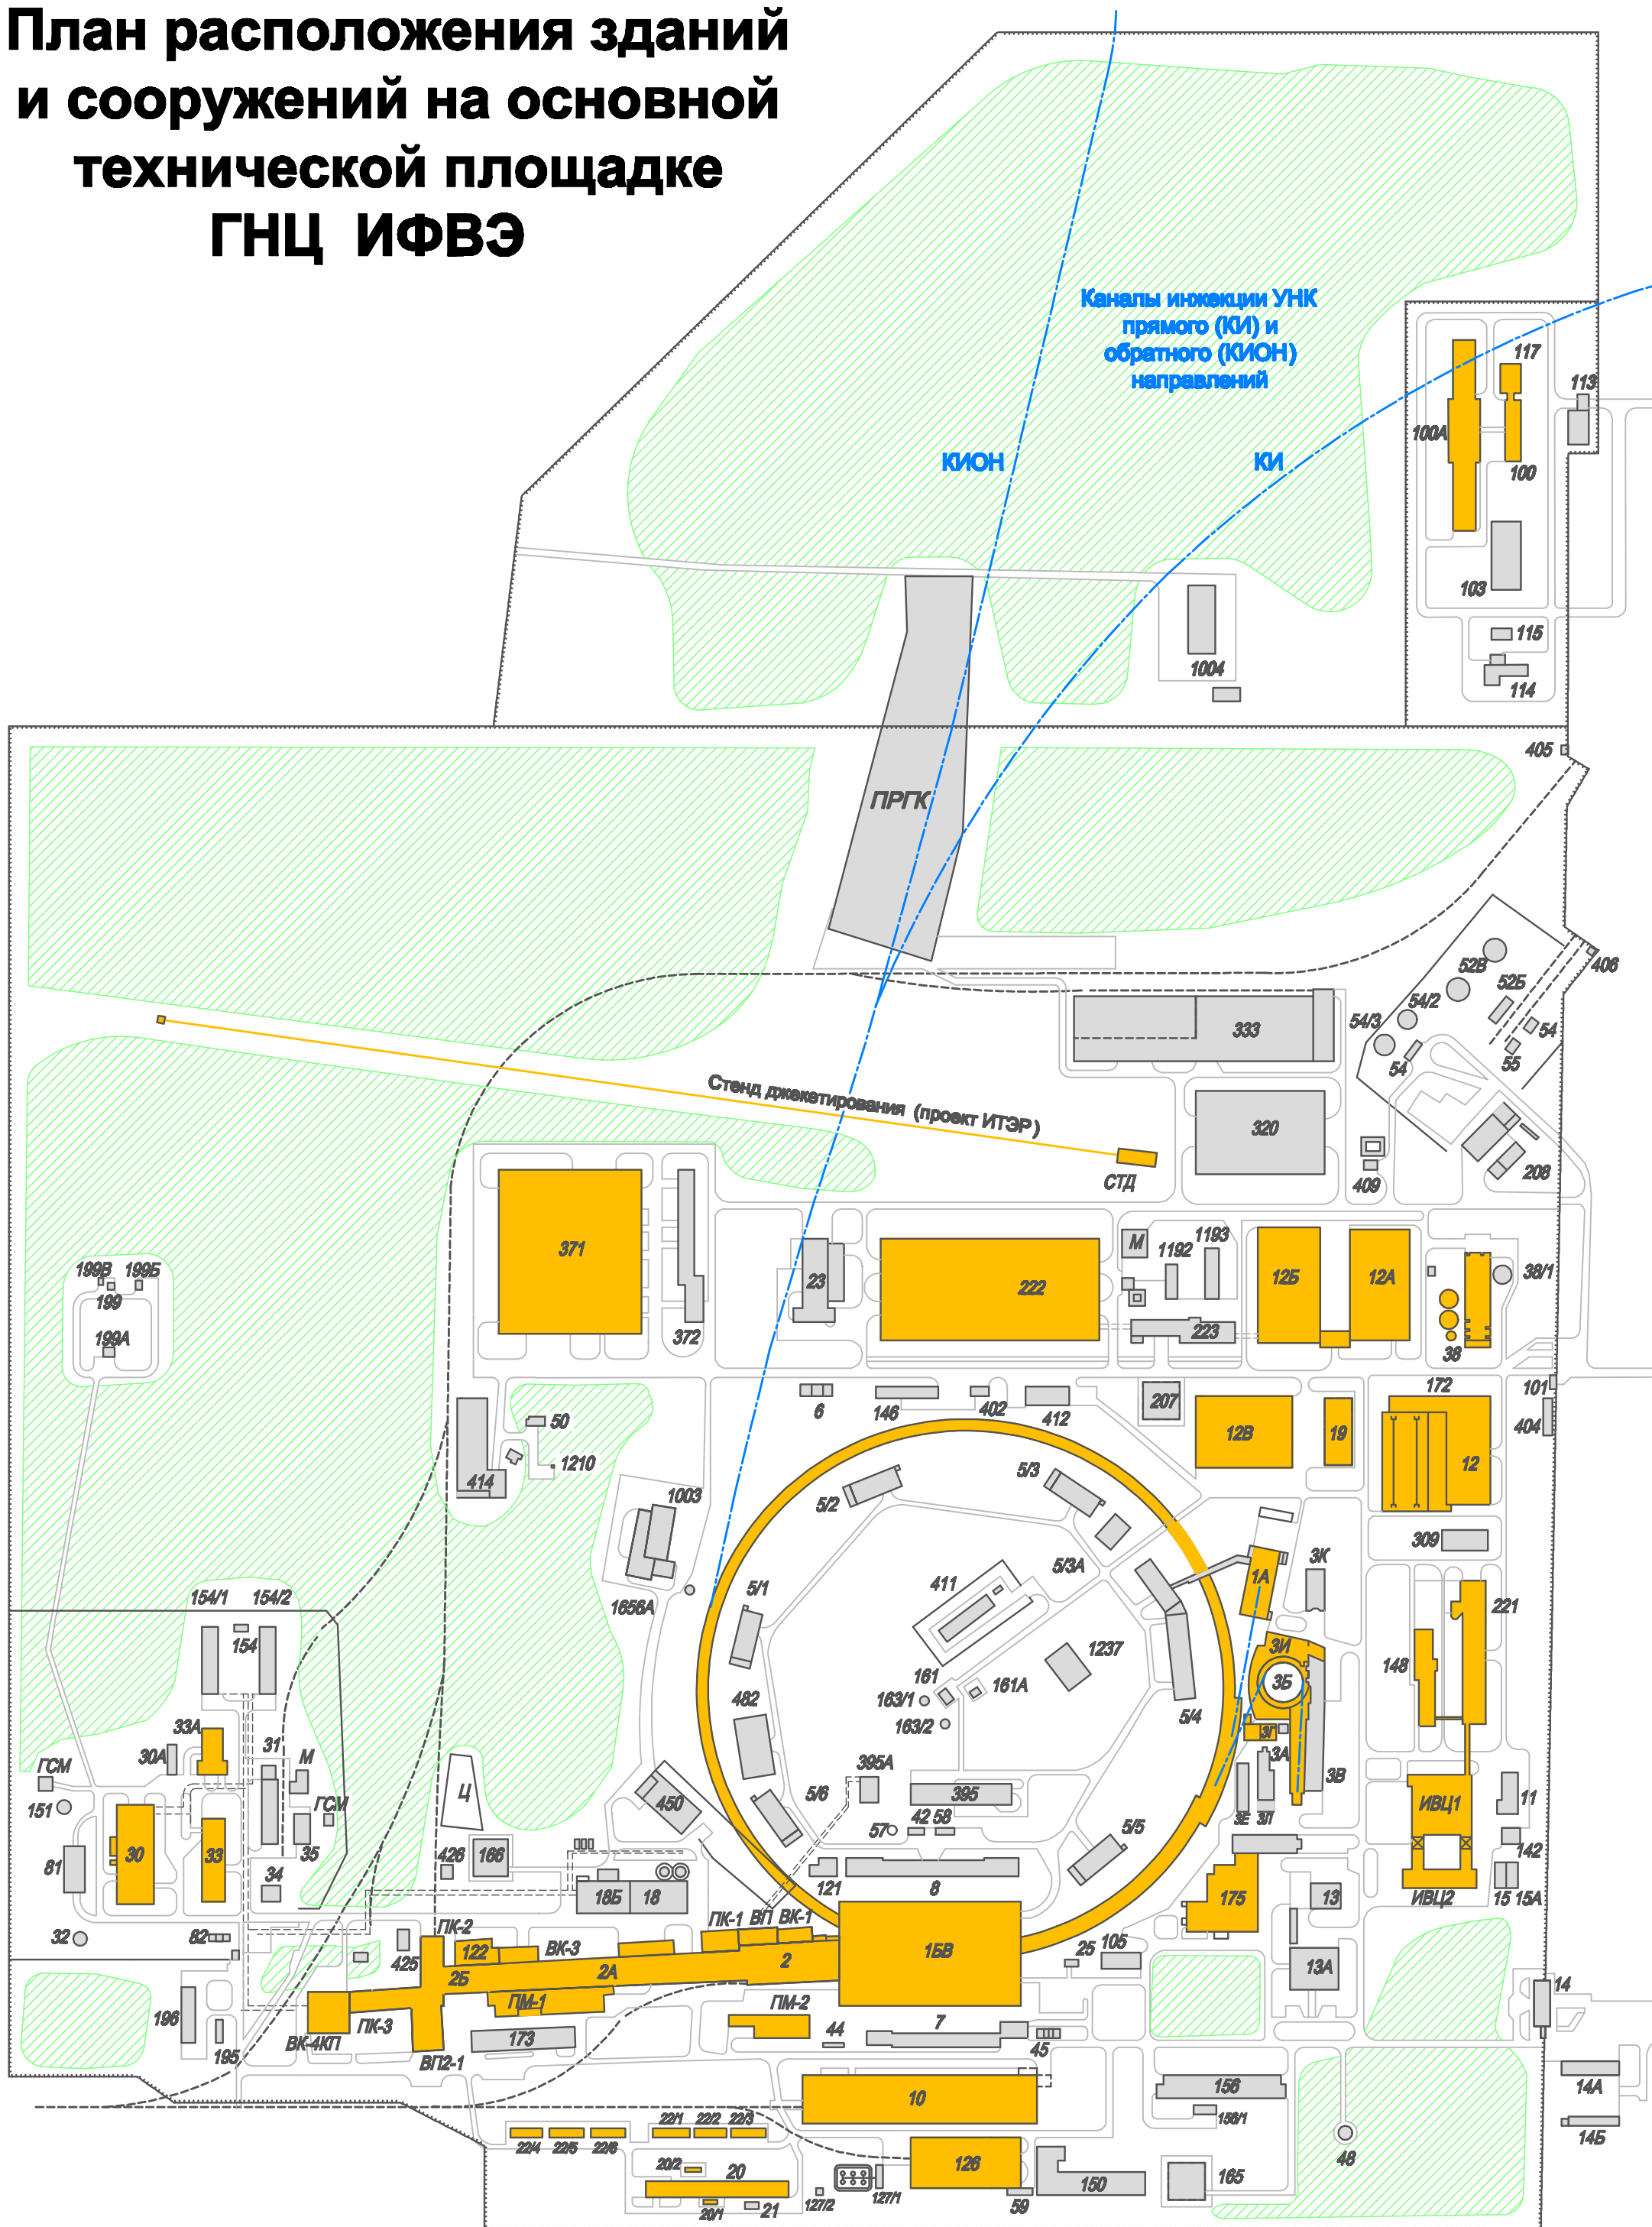 План расположения зданий
и сооружений на основной
технической площадке
ГНЦ ИФВЭ
Каналы инжекции УНК
прямого (КИ) и
обратного (КИОН)
направлений
КИОН
КИ
117
113
100А
100
103
115
1004
114
405
ПРГК
52В
406
52Б
54/2
54/3
333
54
55
54
Стенд джекетирования (проект ИТЭР)
320
СТД
409
208
371
М
1193
1192
199В
199Б
199
23
222
12Б
12А
38/1
199А
372
223
38
6
146
402
412
207
172
101
50
12В
19
404
414
1210
12
5/3
5/2
1003
309
5/3А
3К
1А
154/1
154/2
1656А
5/1
411
221
154
3И
1237
148
161
161А
3Б
482
163/1
5/4
33А
163/2
3Г
31
30А
М
3А
ГСМ
395А
3В
Ц
5/6
395
151
ГСМ
450
ИВЦ1
11
42
58
3Е
3Л
57
5/5
30
33
35
426
166
142
81
34
121
8
175
13
18Б
18
ИВЦ2
15
15А
32
82
ПК-2
ПК-1
ВП
ВК-1
122
ВК-3
1БВ
25
105
425
2Б
2А
2
13А
14
196
ПМ-1
ПМ-2
ПК-3
7
44
ВК-4КП
173
195
ВП2-1
45
10
156
14А
156/1
22/1
22/2
22/3
22/4
22/5
22/6
14Б
48
20/2
20
126
165
150
127/2
127/1
59
20/1
21